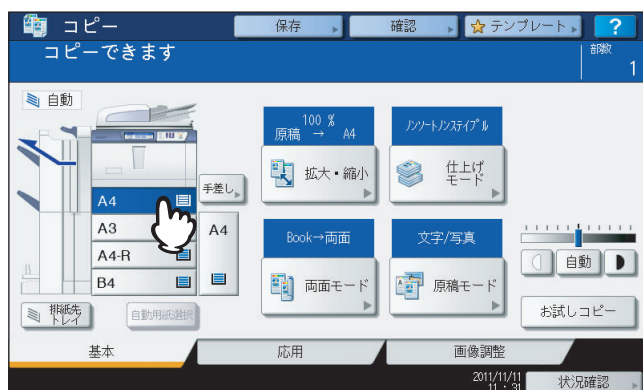 コピー
保存
確認
テンプレート
?
コピーできます
部数
1
自動
100 %
原稿 → A4
ノンソートノンステイプル
拡大・縮小
仕上げ
モード
手差し
A4
A3
A4-R
B4
A4
Book→両面
文字/写真
両面モード
原稿モード
自動
排紙先
トレイ
自動用紙選択
お試しコピー
基本
応用
画像調整
2011/11/11
11 : 31
状況確認